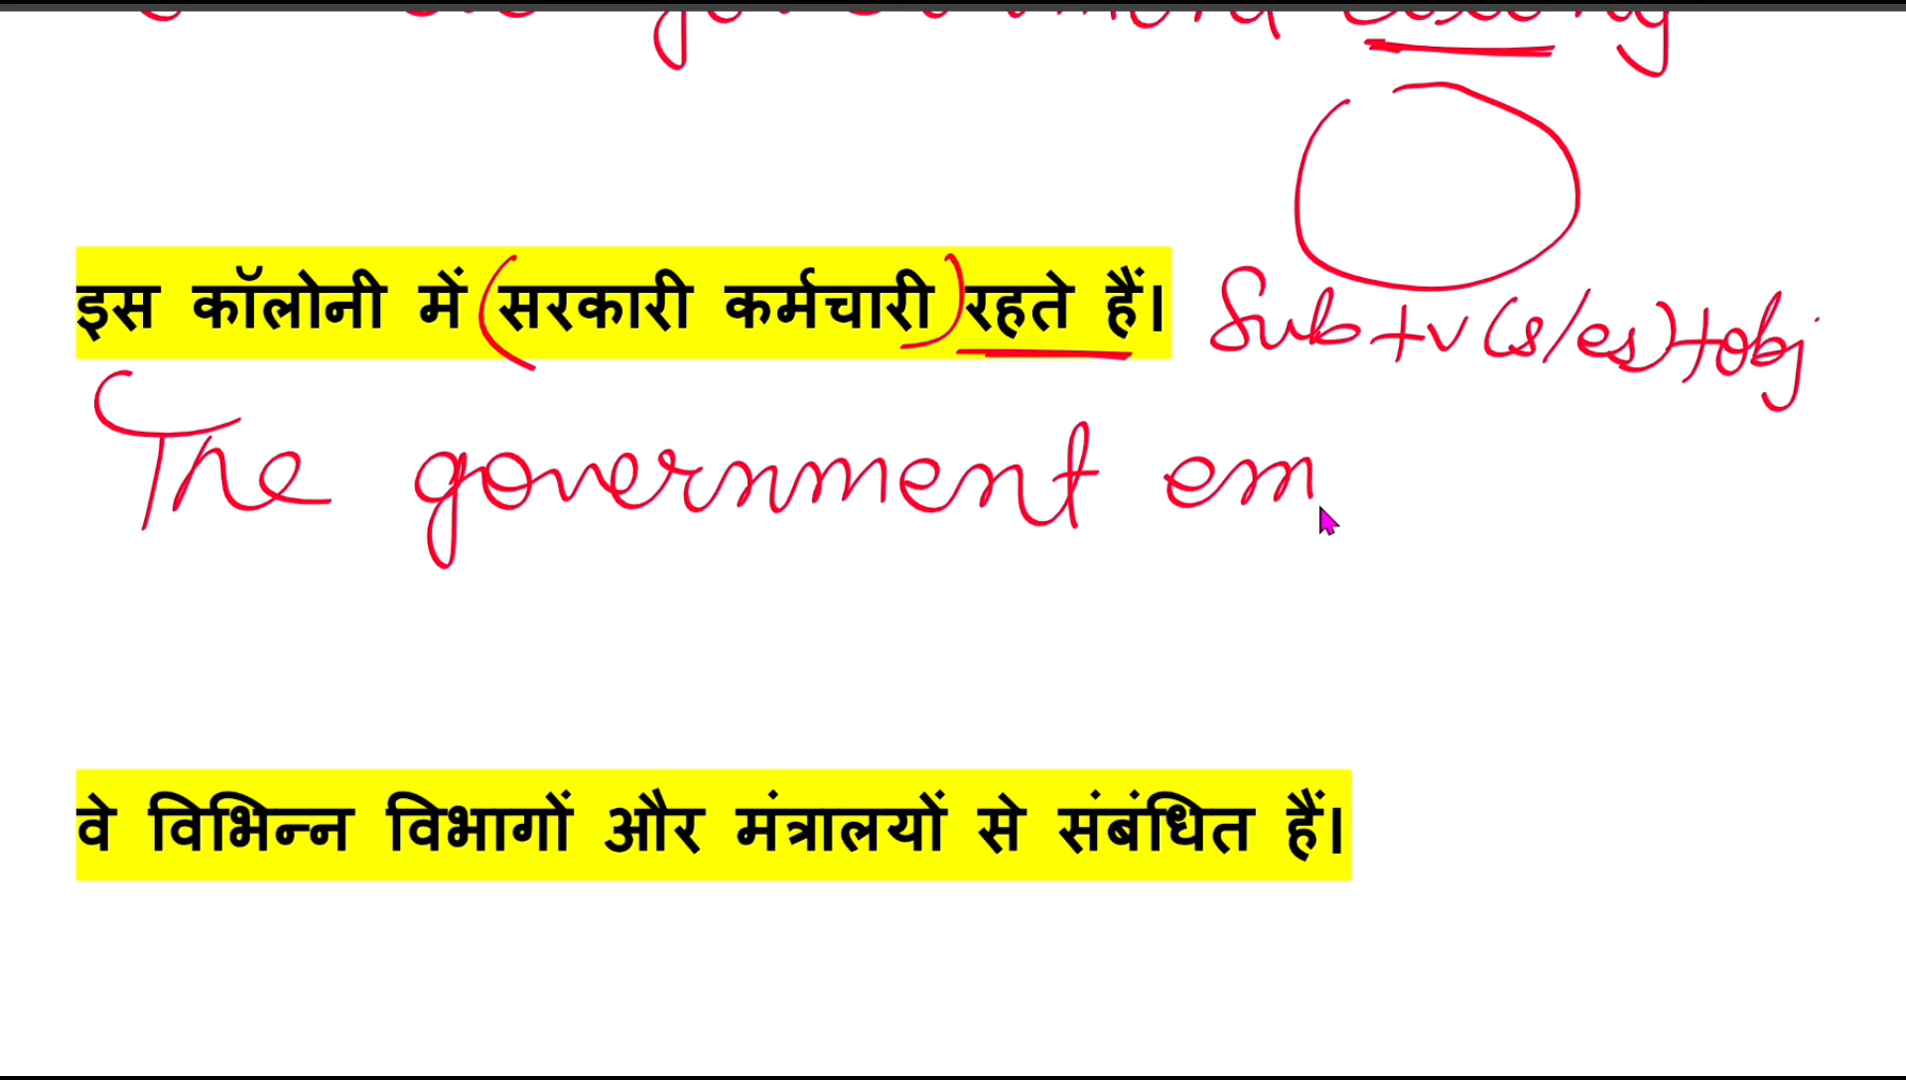 इस कॉलोनी में (सरकारी कर्मचारी) रहते हैं।
Sub+v(s/es)+obj
The government em
वे विभिन्न विभागों और मंत्रालयों से संबंधित हैं।